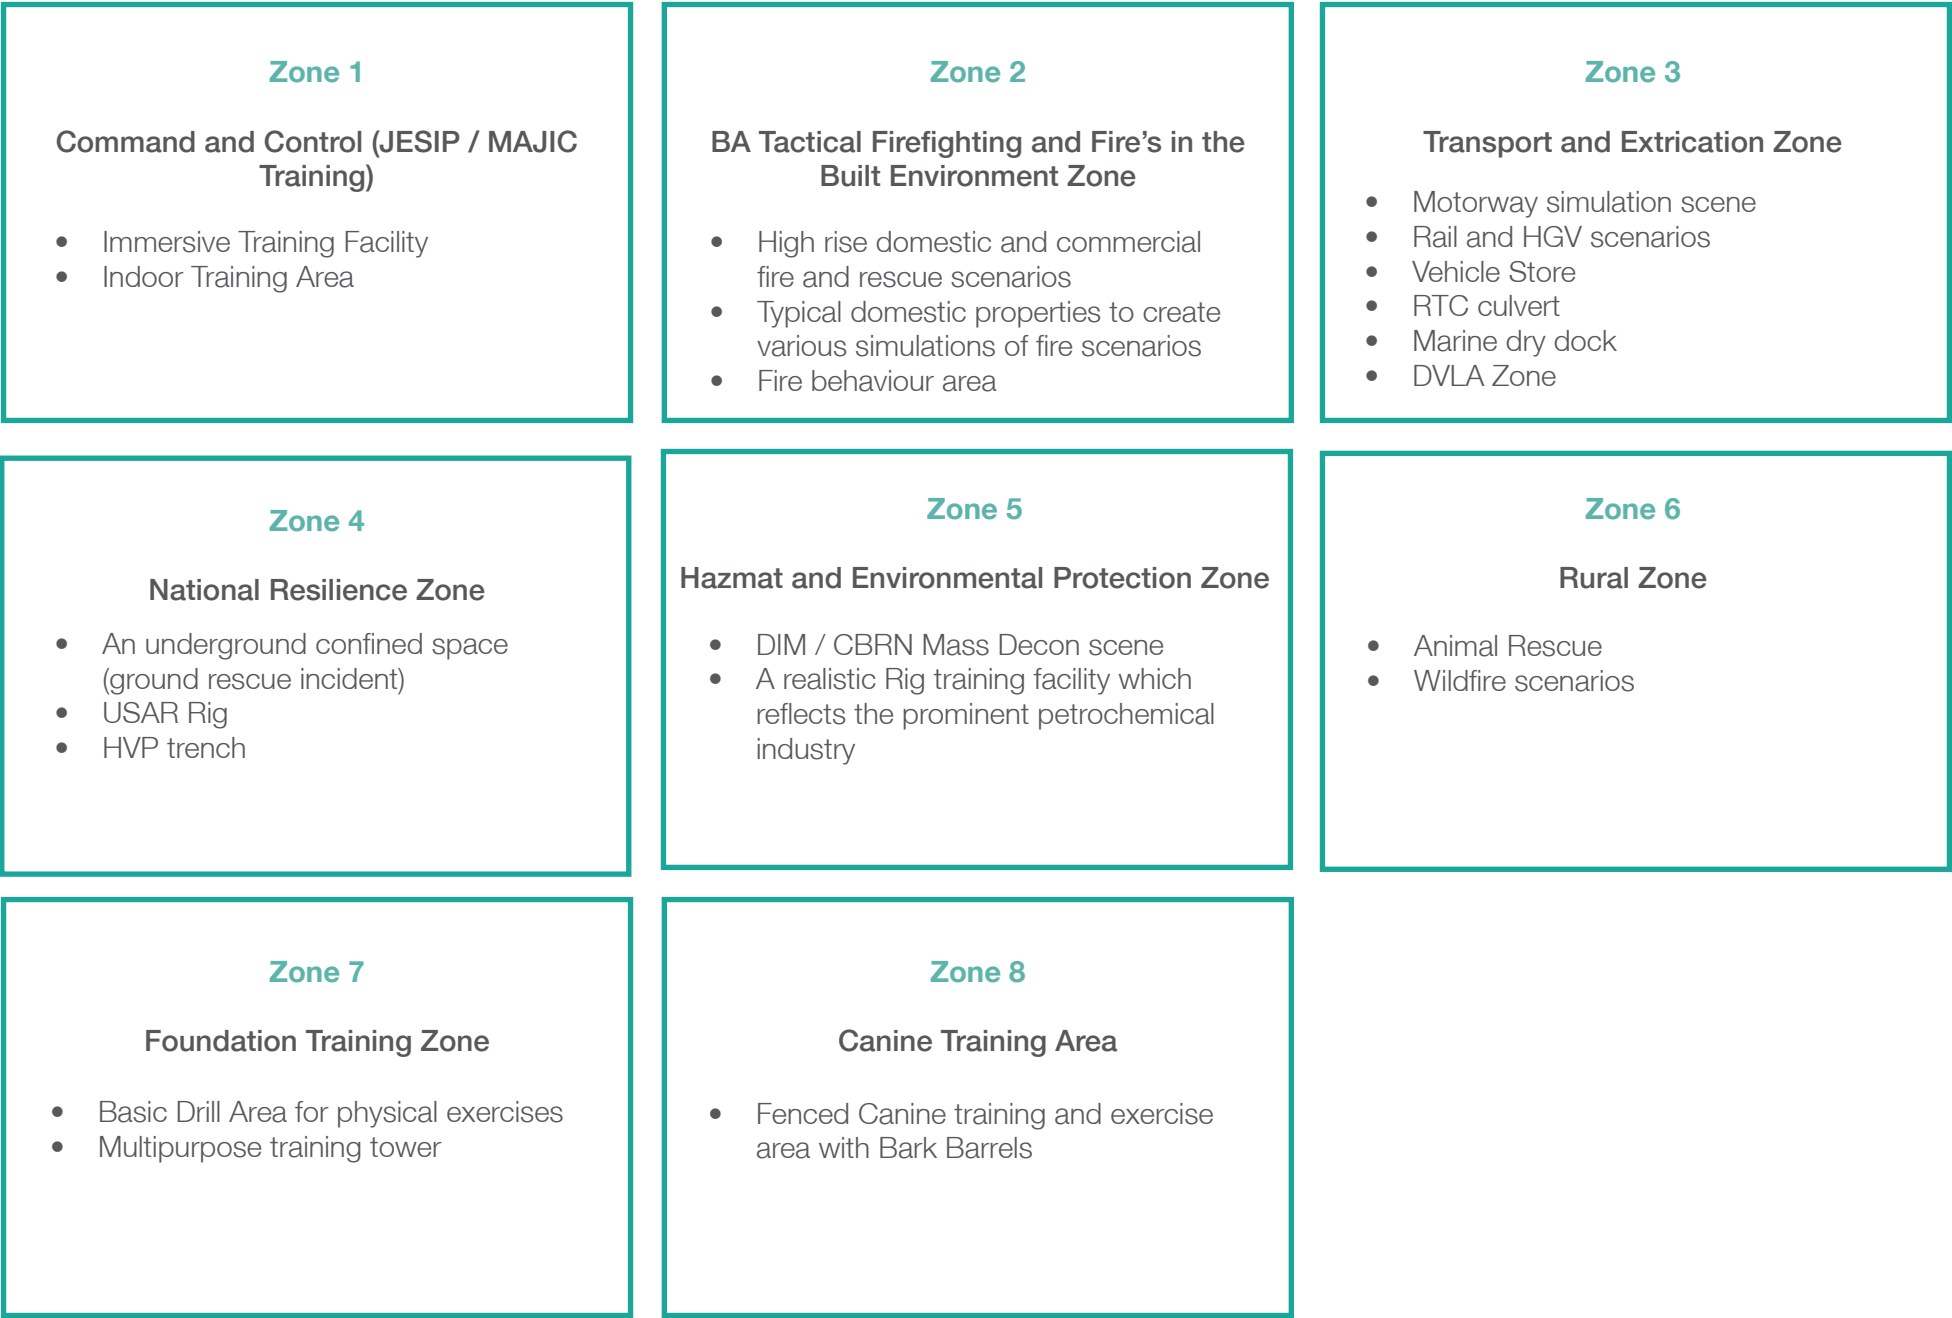 Zone 1
Command and Control (JESIP / MAJIC
Training)
• Immersive Training Facility
• Indoor Training Area
Zone 2
BA Tactical Firefighting and Fire’s in the
Built Environment Zone
• High rise domestic and commercial
fire and rescue scenarios
• Typical domestic properties to create
various simulations of fire scenarios
• Fire behaviour area
Zone 3
Transport and Extrication Zone
• Motorway simulation scene
• Rail and HGV scenarios
• Vehicle Store
• RTC culvert
• Marine dry dock
• DVLA Zone
Zone 4
National Resilience Zone
• An underground confined space
(ground rescue incident)
• USAR Rig
• HVP trench
Zone 5
Hazmat and Environmental Protection Zone
• DIM / CBRN Mass Decon scene
• A realistic Rig training facility which
reflects the prominent petrochemical
industry
Zone 6
Rural Zone
• Animal Rescue
• Wildfire scenarios
Zone 7
Foundation Training Zone
• Basic Drill Area for physical exercises
• Multipurpose training tower
Zone 8
Canine Training Area
• Fenced Canine training and exercise
area with Bark Barrels